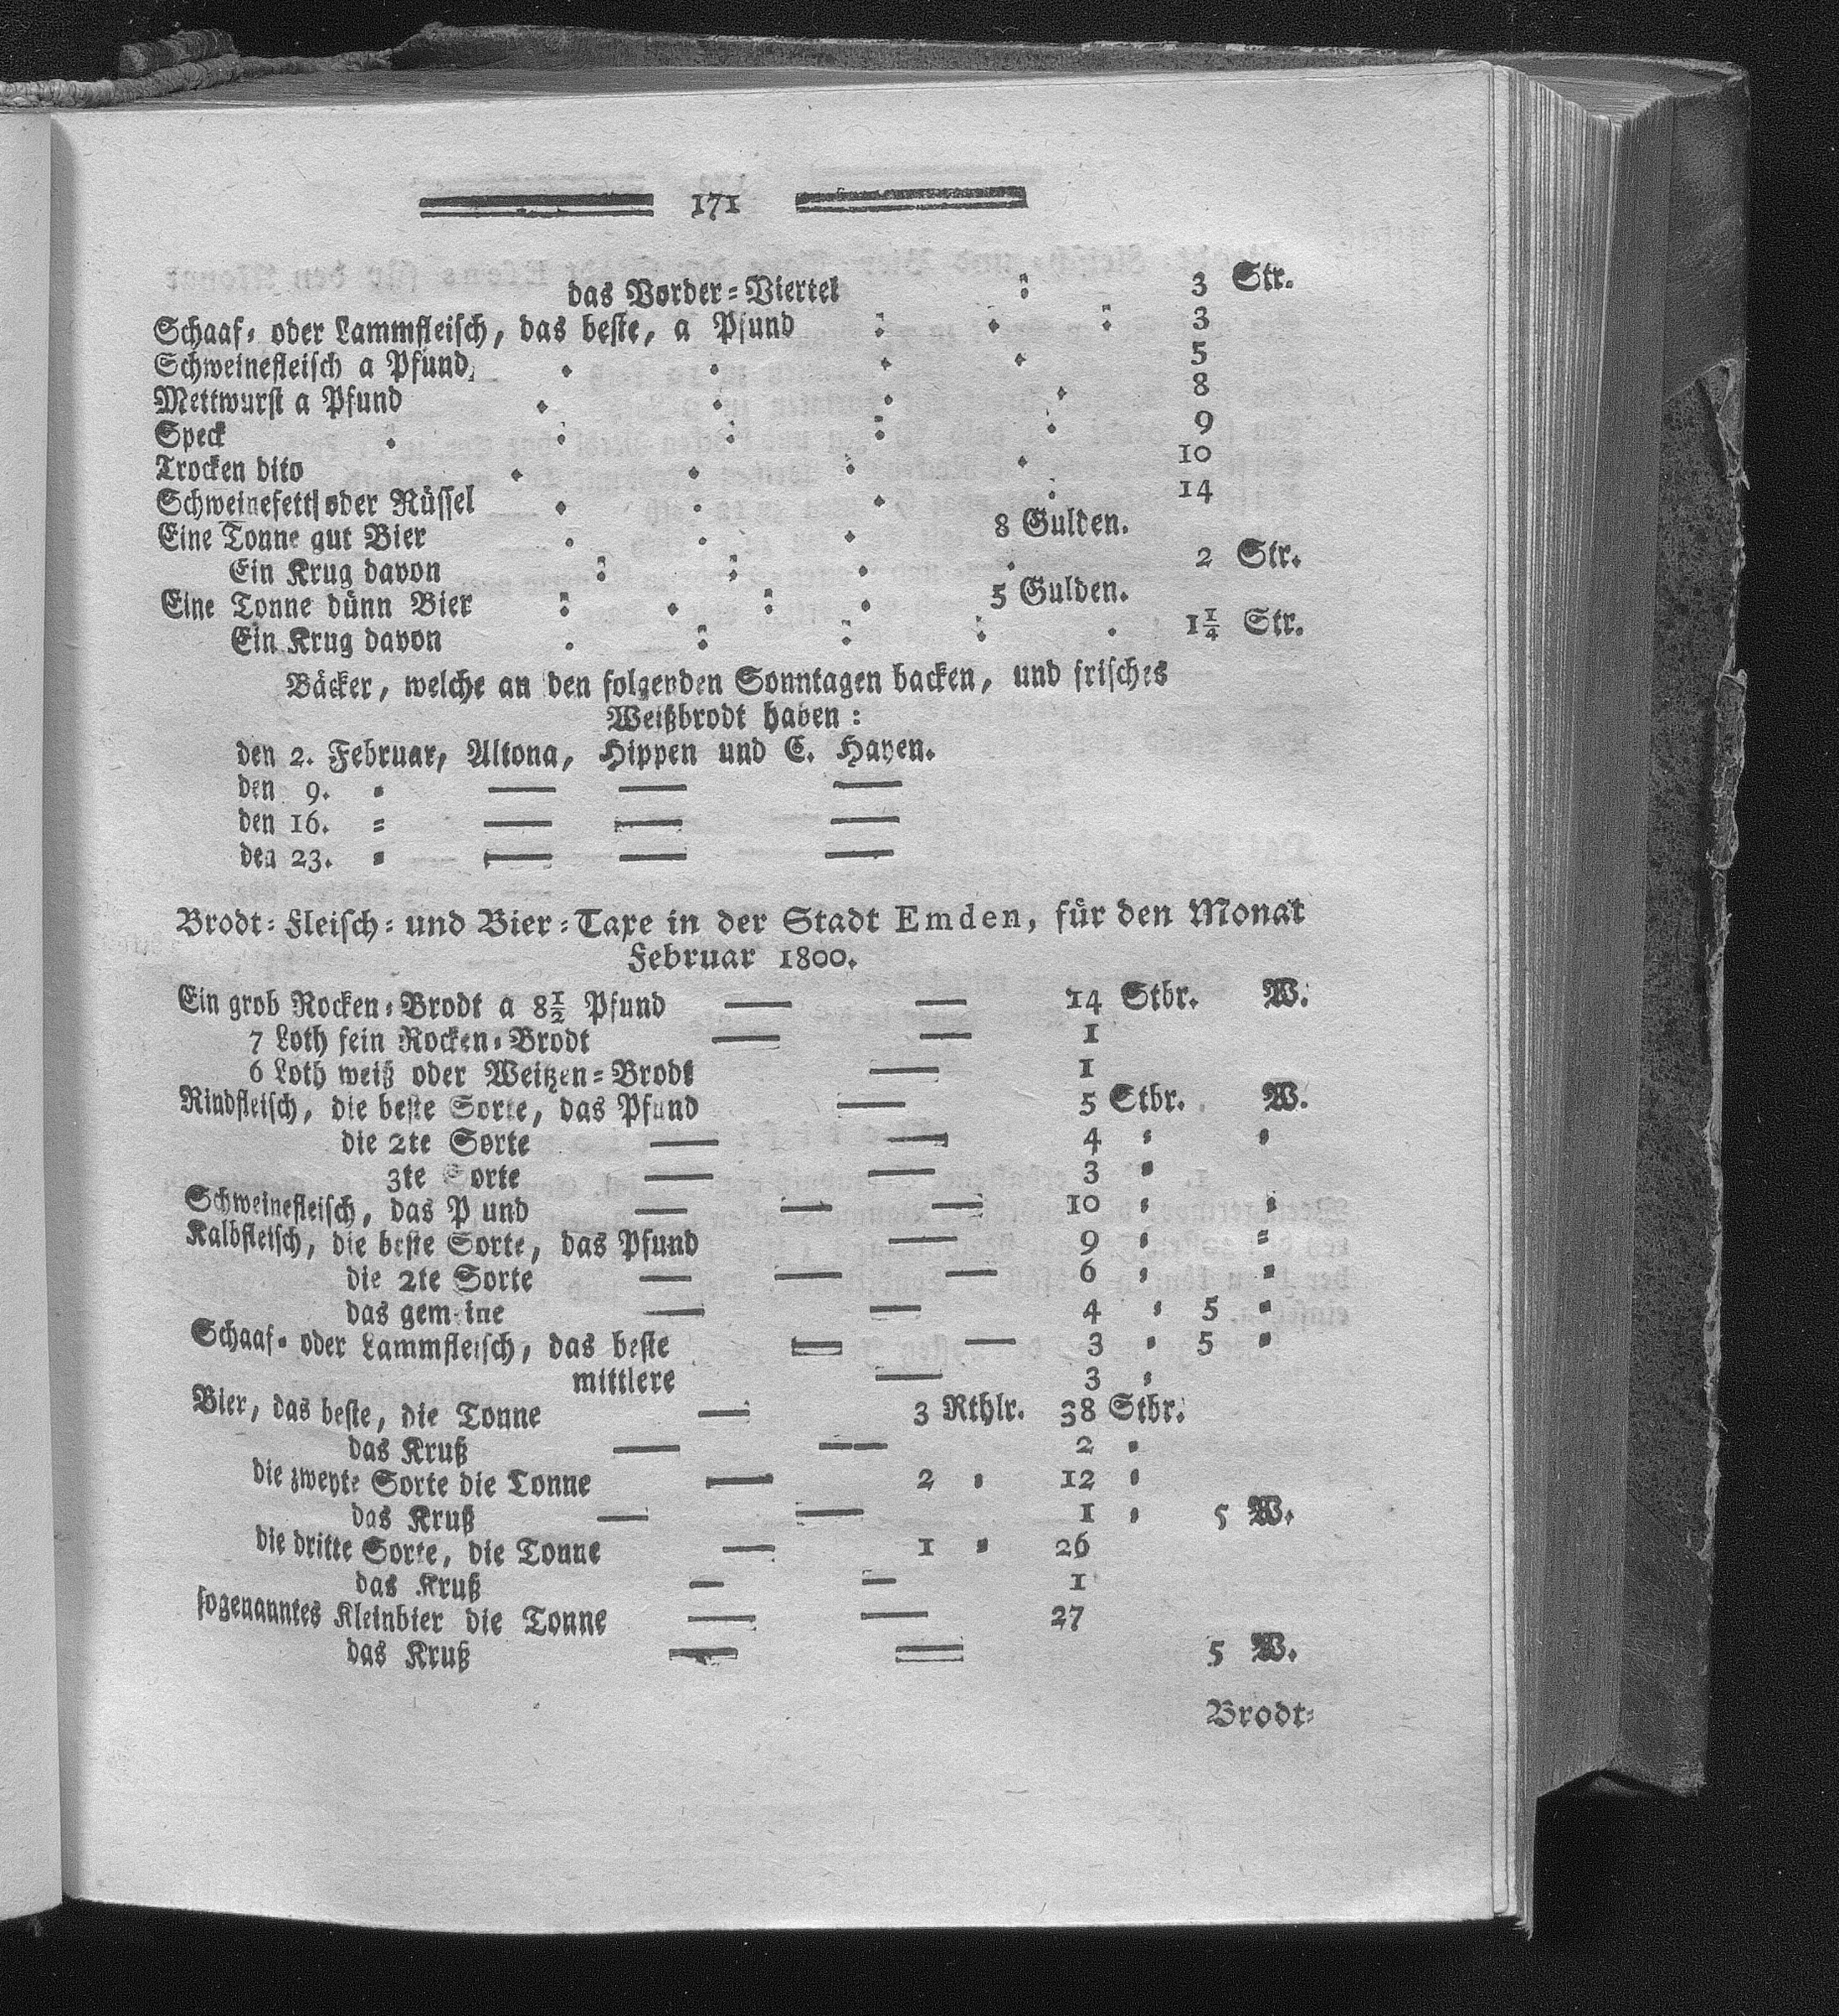 171
das Vorder-Viertel : 3 Str.
Schaaf- oder Lammfleisch, das beste, a Pfund : . : 3
Schweinefleisch a Pfund, . . . . 5
Mettwurst a Pfund . . . . 8
Speck . . . . . 9
Trocken dito . . . . 10
Schweinefett oder Rüssel . . . . 14
Eine Tonne gut Bier . . . 8 Gulden.
Ein Krug davon : : . . 2 Str.
Eine Tonne dünn Bier : . : . 5 Gulden.
Ein Krug davon . : : . . 1¼ Str.
Bäcker, welche an den folgenden Sonntagen backen, und frisches
Weißbrodt haben:
den 2. Februar, Altona, Hippen und C. Hayen.
den 9. = — — —
den 16. = — — —
den 23. = — — —
Brodt-Fleisch- und Bier-Taxe in der Stadt Emden, für den Monat
Februar 1800.
Ein grob Rocken-Brodt a 8½ Pfund — — 14 Stbr. W.
7 Loth fein Rocken-Brodt — — 1
6 Loth weiß oder Weitzen-Brodt — 1
Rindfleisch, die beste Sorte, das Pfund — 5 Stbr. W.
die 2te Sorte — — 4 = =
3te Sorte — — 3 =
Schweinefleisch, das P und — — — 10 = =
Kalbfleisch, die beste Sorte, das Pfund — 9 = =
die 2te Sorte — — — 6 = =
das gemeine — — 4 = 5 =
Schaaf- oder Lammfleisch, das beste — — 3 = 5 =
mittlere — 3 =
Bier, das beste, die Tonne — 3 Rthlr. 38 Stbr.
das Kruß — — 2 =
die zweyte Sorte die Tonne — 2 = 12 =
das Kruß — — 1 = 5 W.
die dritte Sorte, die Tonne — 1 = 26
das Kruß — — 1
sogenanntes Kleinbier die Tonne — — 27
das Kruß — — 5 W.
Brodt-